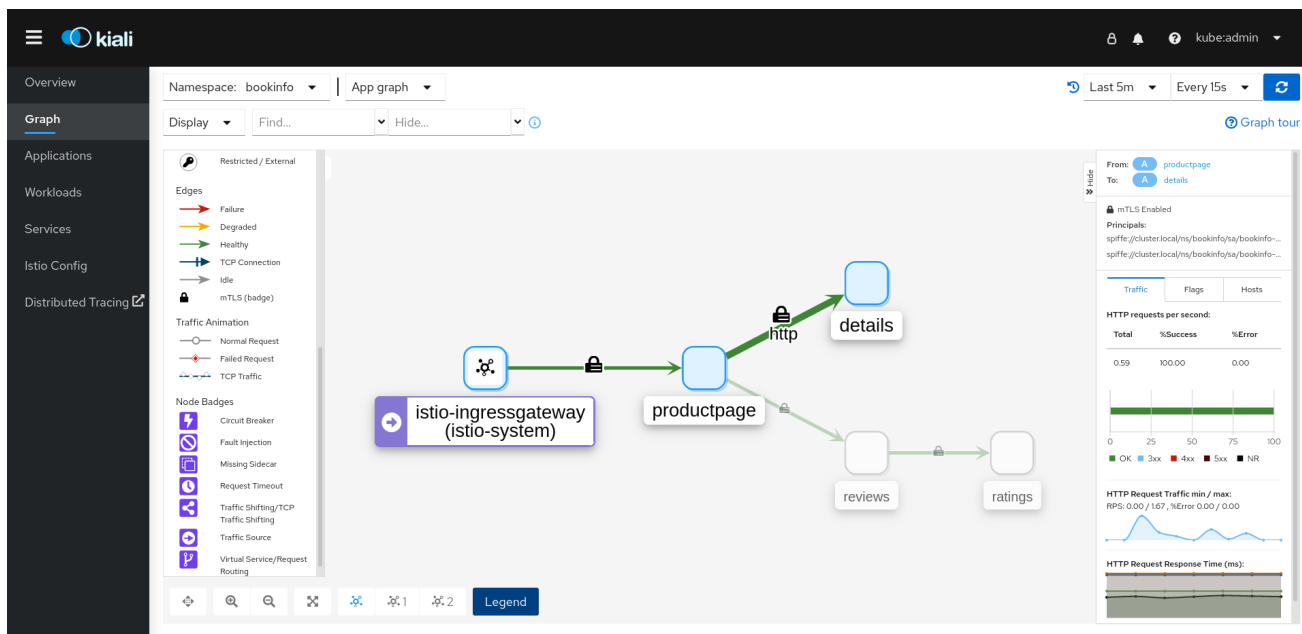 kiali
kube:admin
Overview
Graph
Applications
Workloads
Services
Istio Config
Distributed Tracing
Namespace: bookinfo
App graph
Last 5m
Every 15s
Display
Find...
Hide...
Graph tour
Restricted / External
Edges
Failure
Degraded
Healthy
TCP Connection
Idle
mTLS (badge)
Traffic Animation
Normal Request
Failed Request
TCP Traffic
Node Badges
Circuit Breaker
Fault Injection
Missing Sidecar
Request Timeout
Traffic Shifting/TCP
Traffic Shifting
Traffic Source
Virtual Service/Request
Routing
1
2
Legend
istio-ingressgateway
(istio-system)
productpage
http
details
reviews
ratings
Hide
From: A productpage
To: A details
mTLS Enabled
Principals:
spiffe://cluster.local/ns/bookinfo/sa/bookinfo-...
spiffe://cluster.local/ns/bookinfo/sa/bookinfo-...
Traffic
Flags
Hosts
HTTP requests per second:
Total %Success %Error
0.59 100.00 0.00
0 25 50 75 100
OK 3xx 4xx 5xx NR
HTTP Request Traffic min / max:
RPS: 0.00 / 1.67 , %Error 0.00 / 0.00
HTTP Request Response Time (ms):